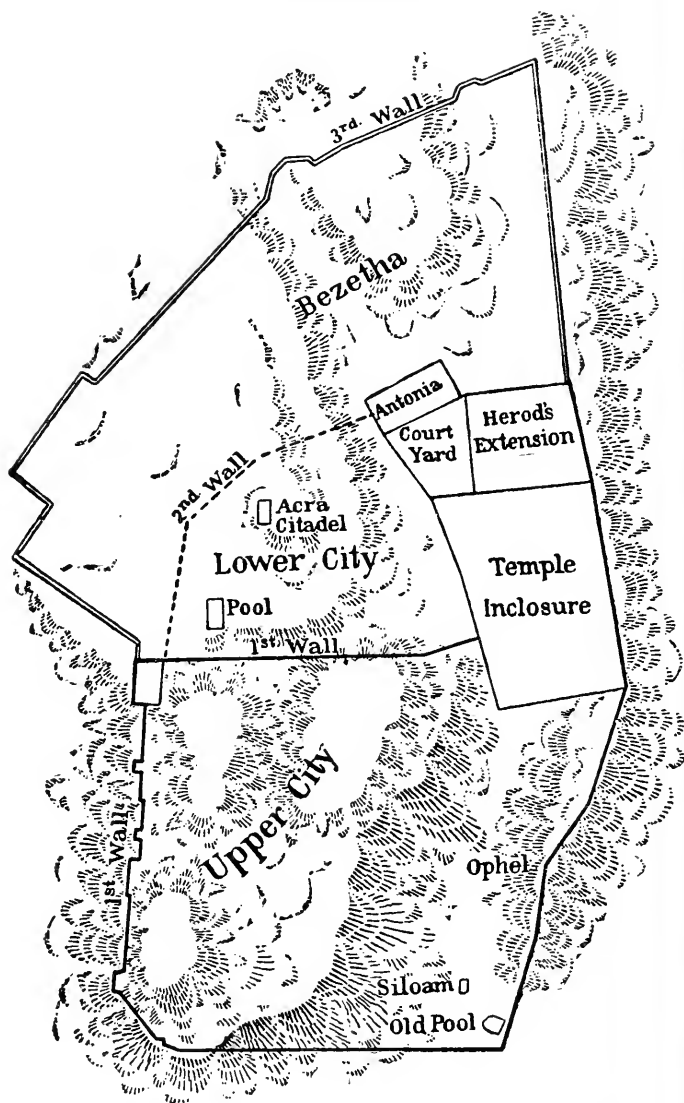 3rd. Wall
Bezetha
Antonia
Court
Yard
Herod's
Extension
2nd Wall
Acra
Citadel
Lower City
Temple
Inclosure
Pool
1st. Wall
Upper City
1st Wall
Ophel
Siloam
Old Pool